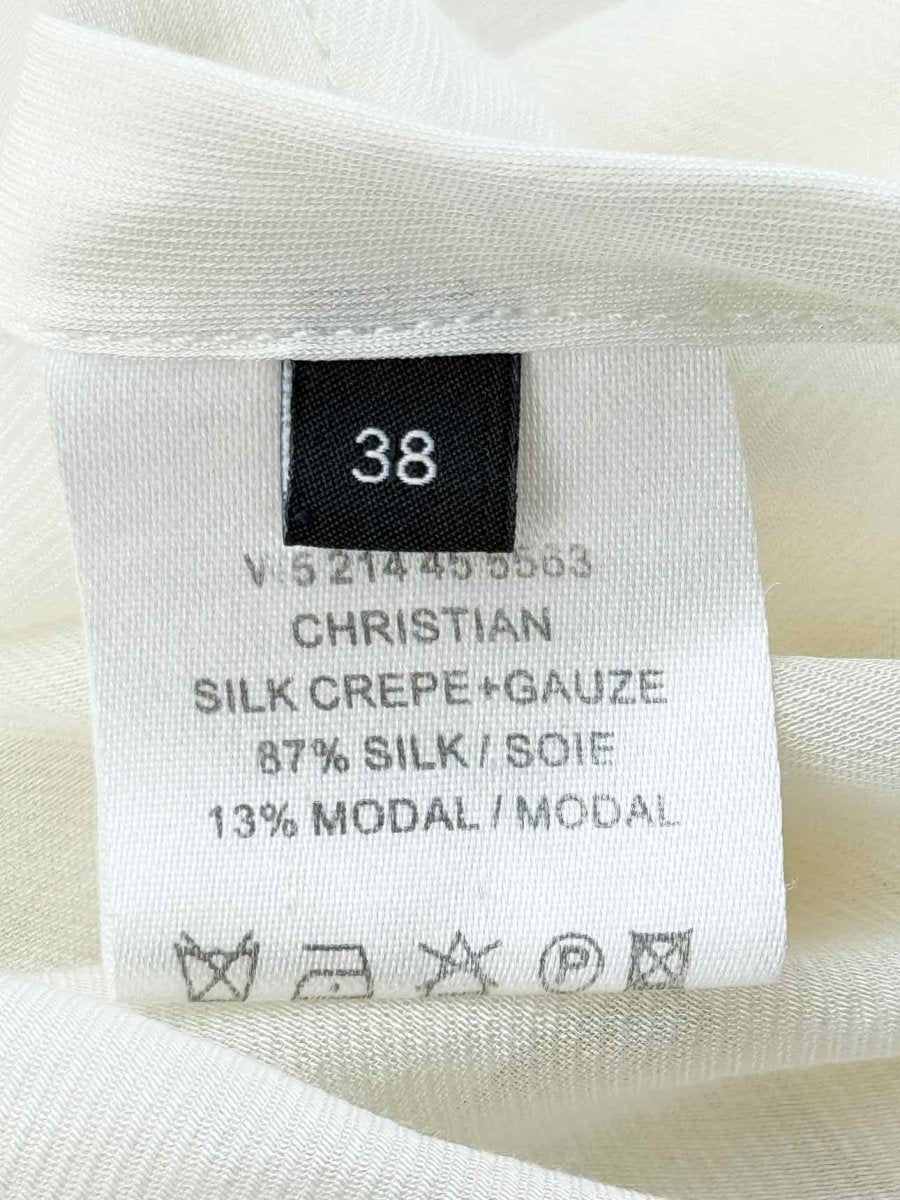 38
V 5 214 45 5563
CHRISTIAN
SILK CREPE+GAUZE
87% SILK / SOIE
13% MODAL / MODAL
P